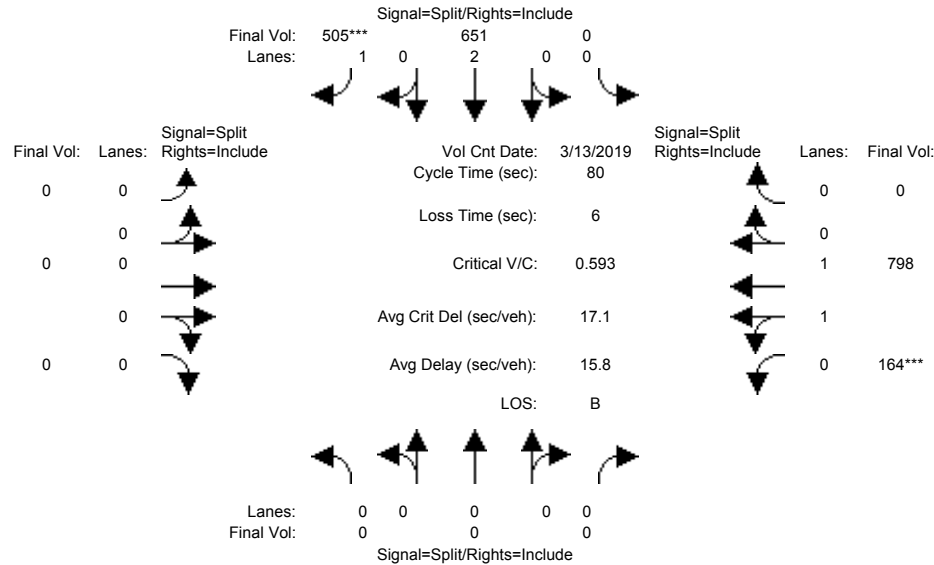 Signal=Split/Rights=Include
Final Vol: 505*** 651 0
Lanes: 1 0 2 0 0
Signal=Split
Final Vol: Lanes: Rights=Include
Vol Cnt Date: 3/13/2019
Signal=Split
Rights=Include Lanes: Final Vol:
Cycle Time (sec): 80
0 0 0 0
Loss Time (sec): 6
0 0
0 0 Critical V/C: 0.593 1 798
0 Avg Crit Del (sec/veh): 17.1 1
0 0 Avg Delay (sec/veh): 15.8 0 164***
LOS: B
Lanes: 0 0 0 0 0
Final Vol: 0 0 0
Signal=Split/Rights=Include